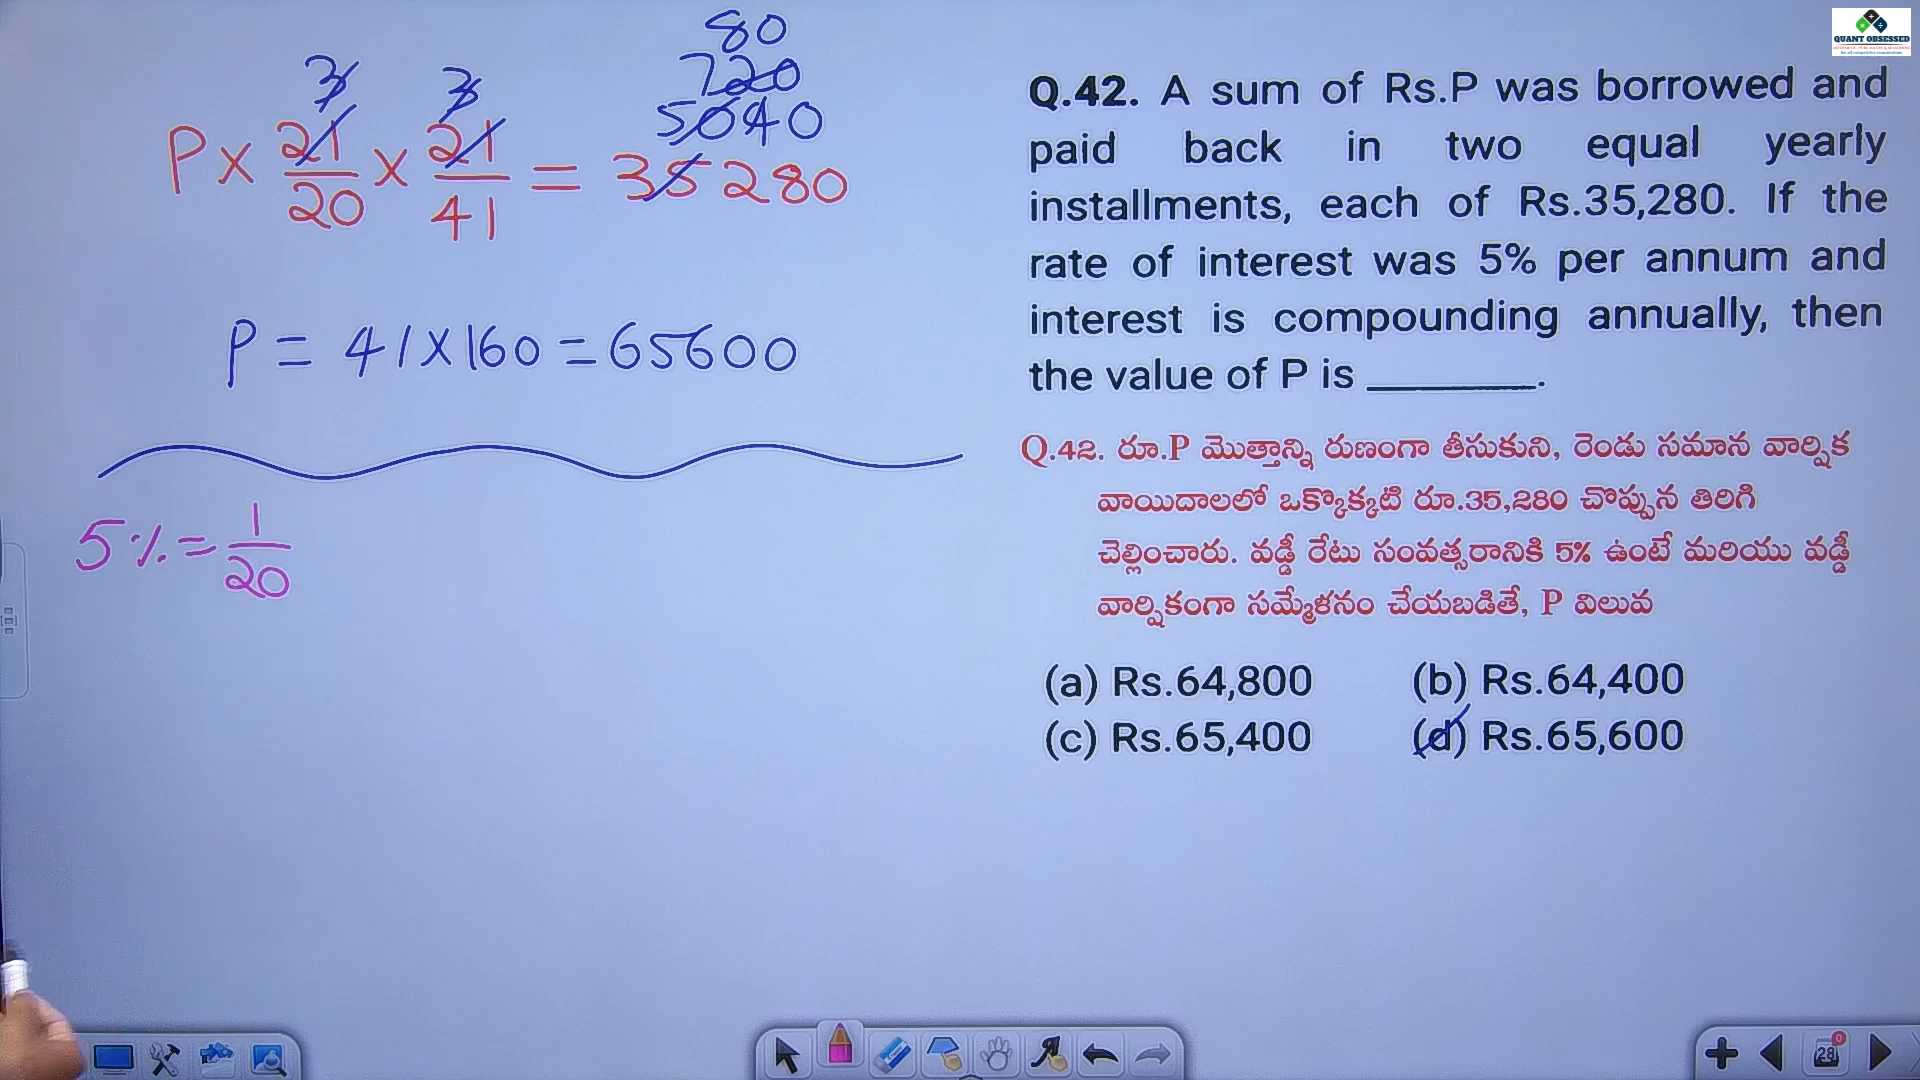 80
3 3 720
5040
P x 21/20 x 21/41 = 35280
P = 41 x 160 = 65600
5% = 1/20
QUANT OBSESSED
Q.42. A sum of Rs.P was borrowed and
paid back in two equal yearly
installments, each of Rs.35,280. If the
rate of interest was 5% per annum and
interest is compounding annually, then
the value of P is ________.
Q.42. రూ.P మొత్తాన్ని రుణంగా తీసుకుని, రెండు సమాన వార్షిక
వాయిదాలలో ఒక్కొక్కటి రూ.35,280 చొప్పున తిరిగి
చెల్లించారు. వడ్డీ రేటు సంవత్సరానికి 5% ఉంటే మరియు వడ్డీ
వార్షికంగా సమ్మేళనం చేయబడితే, P విలువ
(a) Rs.64,800 (b) Rs.64,400
(c) Rs.65,400 (d) Rs.65,600
28 0